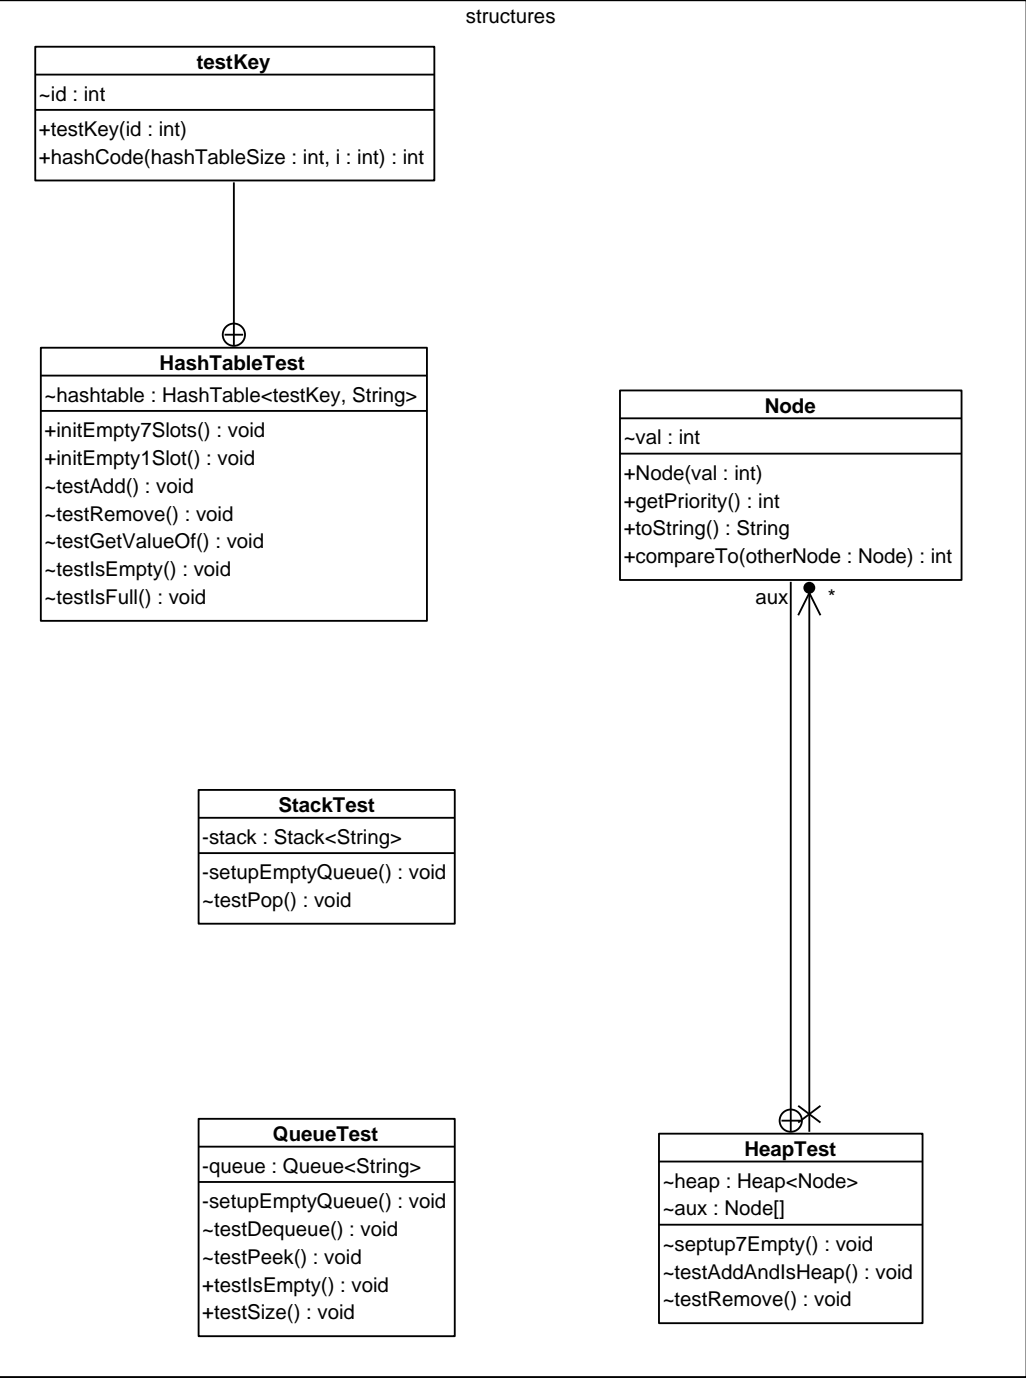 structures
testKey
~id : int
+testKey(id : int)
+hashCode(hashTableSize : int, i : int) : int
HashTableTest
~hashtable : HashTable<testKey, String>
+initEmpty7Slots() : void
+initEmpty1Slot() : void
~testAdd() : void
~testRemove() : void
~testGetValueOf() : void
~testIsEmpty() : void
~testIsFull() : void
Node
~val : int
+Node(val : int)
+getPriority() : int
+toString() : String
+compareTo(otherNode : Node) : int
aux
*
StackTest
-stack : Stack<String>
-setupEmptyQueue() : void
~testPop() : void
QueueTest
-queue : Queue<String>
-setupEmptyQueue() : void
~testDequeue() : void
~testPeek() : void
+testIsEmpty() : void
+testSize() : void
HeapTest
~heap : Heap<Node>
~aux : Node[]
~septup7Empty() : void
~testAddAndIsHeap() : void
~testRemove() : void